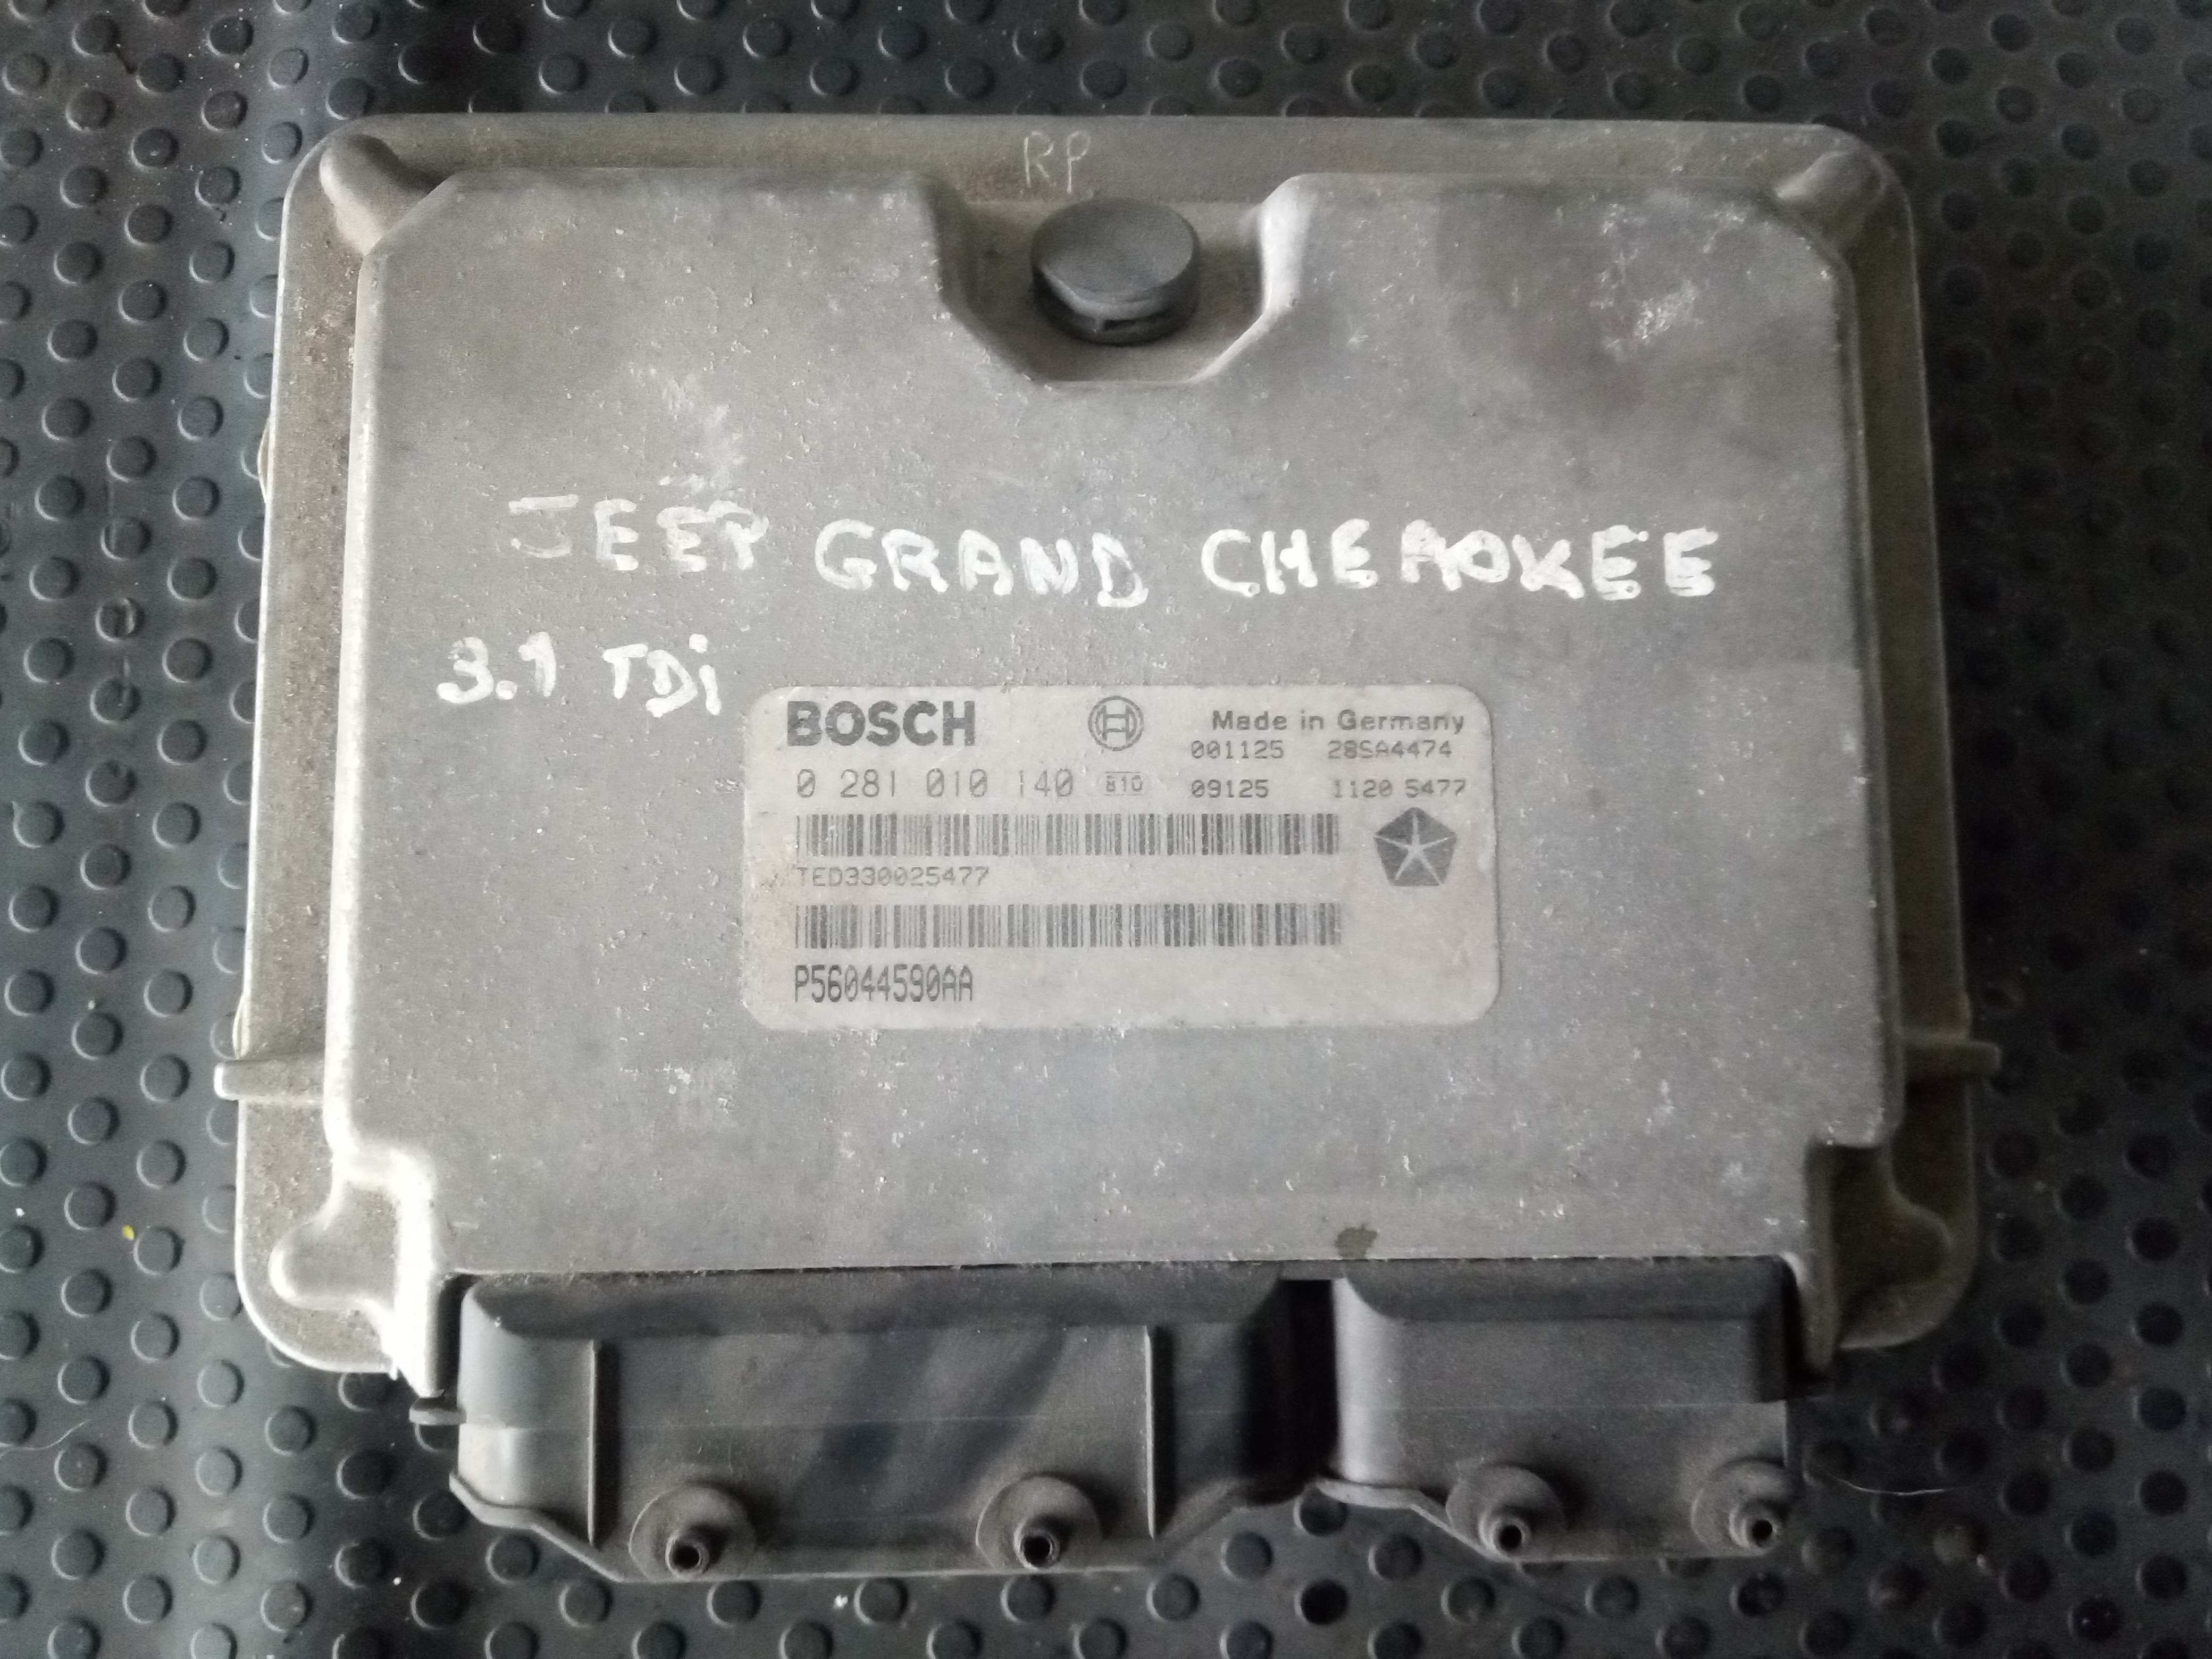 RP
JEEP GRAND CHEROKEE
3.1 TDi
BOSCH Made in Germany
001125 28SA4474
0 281 010 140 B10 09125 1120 5477
TED330025477
P56044590AA